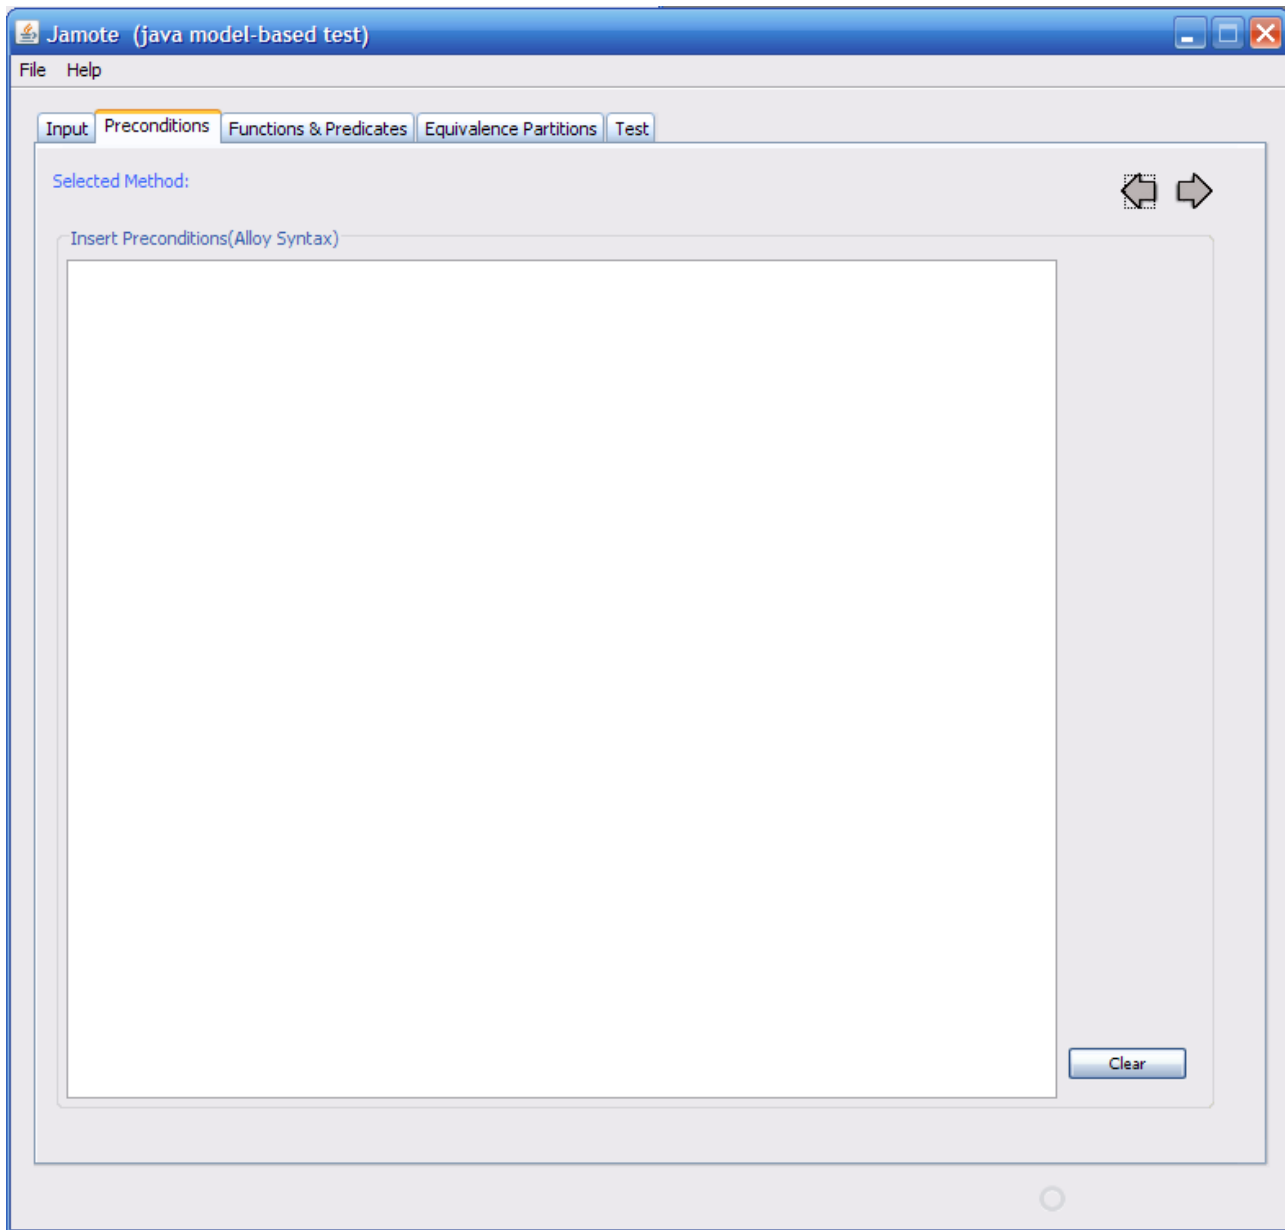 Jamote (java model-based test)
File Help
Input Preconditions Functions & Predicates Equivalence Partitions Test
Selected Method:
Insert Preconditions(Alloy Syntax)
Clear